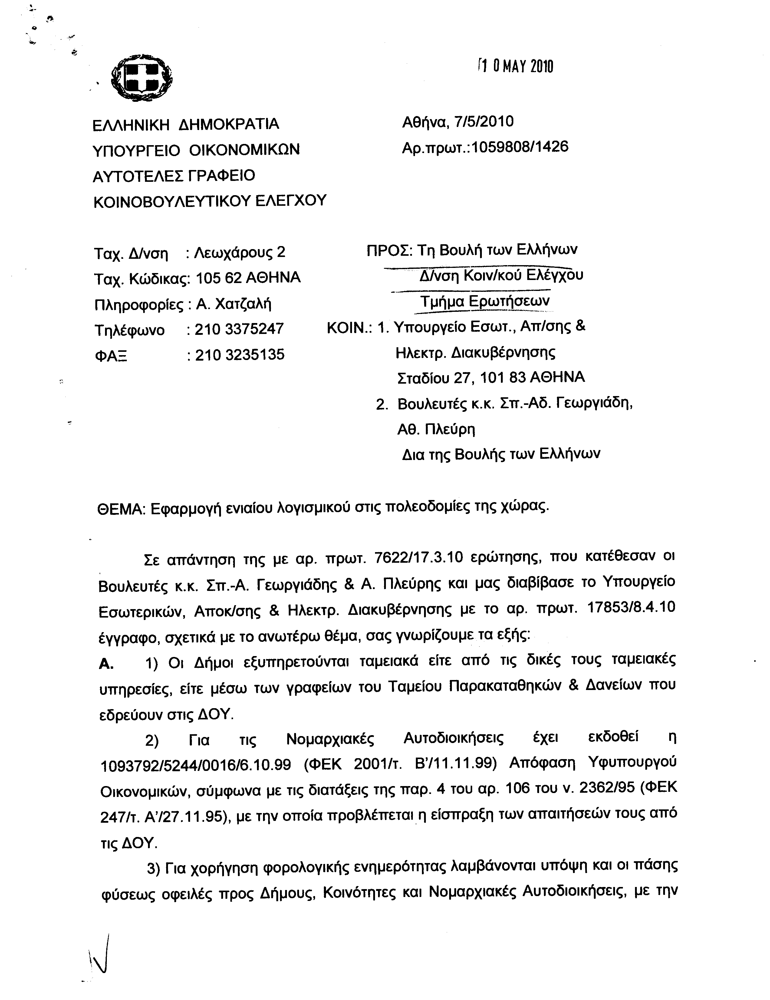 10 ΜΑΥ 2010
ΕΛΛΗΝΙΚΗ ΔΗΜΟΚΡΑΤΙΑ
ΥΠΟΥΡΓΕΙΟ ΟΙΚΟΝΟΜΙΚΩΝ
ΑΥΤΟΤΕΛΕΣ ΓΡΑΦΕΙΟ
ΚΟΙΝΟΒΟΥΛΕΥΤΙΚΟΥ ΕΛΕΓΧΟΥ
Αθήνα, 7/5/2010
Αρ.πρωτ.:1059808/1426
Ταχ. Δ/νση : Λεωχάρους 2
Ταχ. Κώδικας: 105 62 ΑΘΗΝΑ
Πληροφορίες : Α. Χατζαλή
Τηλέφωνο : 210 3375247
ΦΑΞ : 210 3235135
ΠΡΟΣ: Τη Βουλή των Ελλήνων
Δ/νση Κοιν/κού Ελέγχου
Τμήμα Ερωτήσεων
ΚΟΙΝ.: 1. Υπουργείο Εσωτ., Απ/σης &
Ηλεκτρ. Διακυβέρνησης
Σταδίου 27, 101 83 ΑΘΗΝΑ
2. Βουλευτές κ.κ. Σπ.-Αδ. Γεωργιάδη,
Αθ. Πλεύρη
Δια της Βουλής των Ελλήνων
ΘΕΜΑ: Εφαρμογή ενιαίου λογισμικού στις πολεοδομίες της χώρας.
Σε απάντηση της με αρ. πρωτ. 7622/17.3.10 ερώτησης, που κατέθεσαν οι
Βουλευτές κ.κ. Σπ.-Α. Γεωργιάδης & Α. Πλεύρης και μας διαβίβασε το Υπουργείο
Εσωτερικών, Αποκ/σης & Ηλεκτρ. Διακυβέρνησης με το αρ. πρωτ. 17853/8.4.10
έγγραφο, σχετικά με το ανωτέρω θέμα, σας γνωρίζουμε τα εξής:
Α. 1) Οι Δήμοι εξυπηρετούνται ταμειακά είτε από τις δικές τους ταμειακές
υπηρεσίες, είτε μέσω των γραφείων του Ταμείου Παρακαταθηκών & Δανείων που
εδρεύουν στις ΔΟΥ.
2) Για τις Νομαρχιακές Αυτοδιοικήσεις έχει εκδοθεί η
1093792/5244/0016/6.10.99 (ΦΕΚ 2001/τ. Β'/11.11.99) Απόφαση Υφυπουργού
Οικονομικών, σύμφωνα με τις διατάξεις της παρ. 4 του αρ. 106 του ν. 2362/95 (ΦΕΚ
247/τ. Α'/27.11.95), με την οποία προβλέπεται η είσπραξη των απαιτήσεών τους από
τις ΔΟΥ.
3) Για χορήγηση φορολογικής ενημερότητας λαμβάνονται υπόψη και οι πάσης
φύσεως οφειλές προς Δήμους, Κοινότητες και Νομαρχιακές Αυτοδιοικήσεις, με την